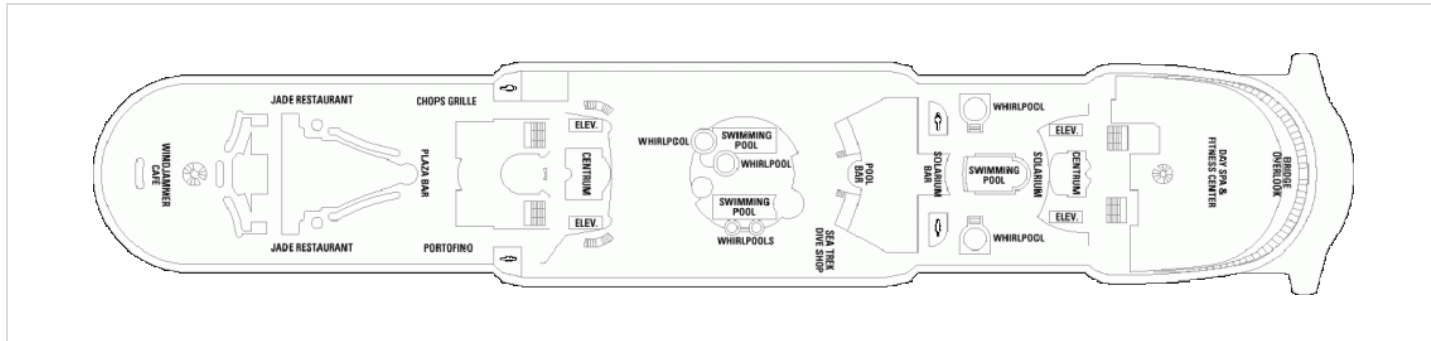 WINDJAMMER
CAFE
JADE RESTAURANT
JADE RESTAURANT
CHOPS GRILLE
PLAZA BAR
PORTOFINO
ELEV.
CENTRUM
ELEV.
WHIRLPOOL
SWIMMING
POOL
WHIRLPOOL
SWIMMING
POOL
WHIRLPOOLS
SEA TREK
DIVE SHOP
POOL
BAR
SOLARIUM
BAR
WHIRLPOOL
SWIMMING
POOL
WHIRLPOOL
SOLARIUM
ELEV.
CENTRUM
ELEV.
DAY SPA &
FITNESS CENTER
BRIDGE
OVERLOOK